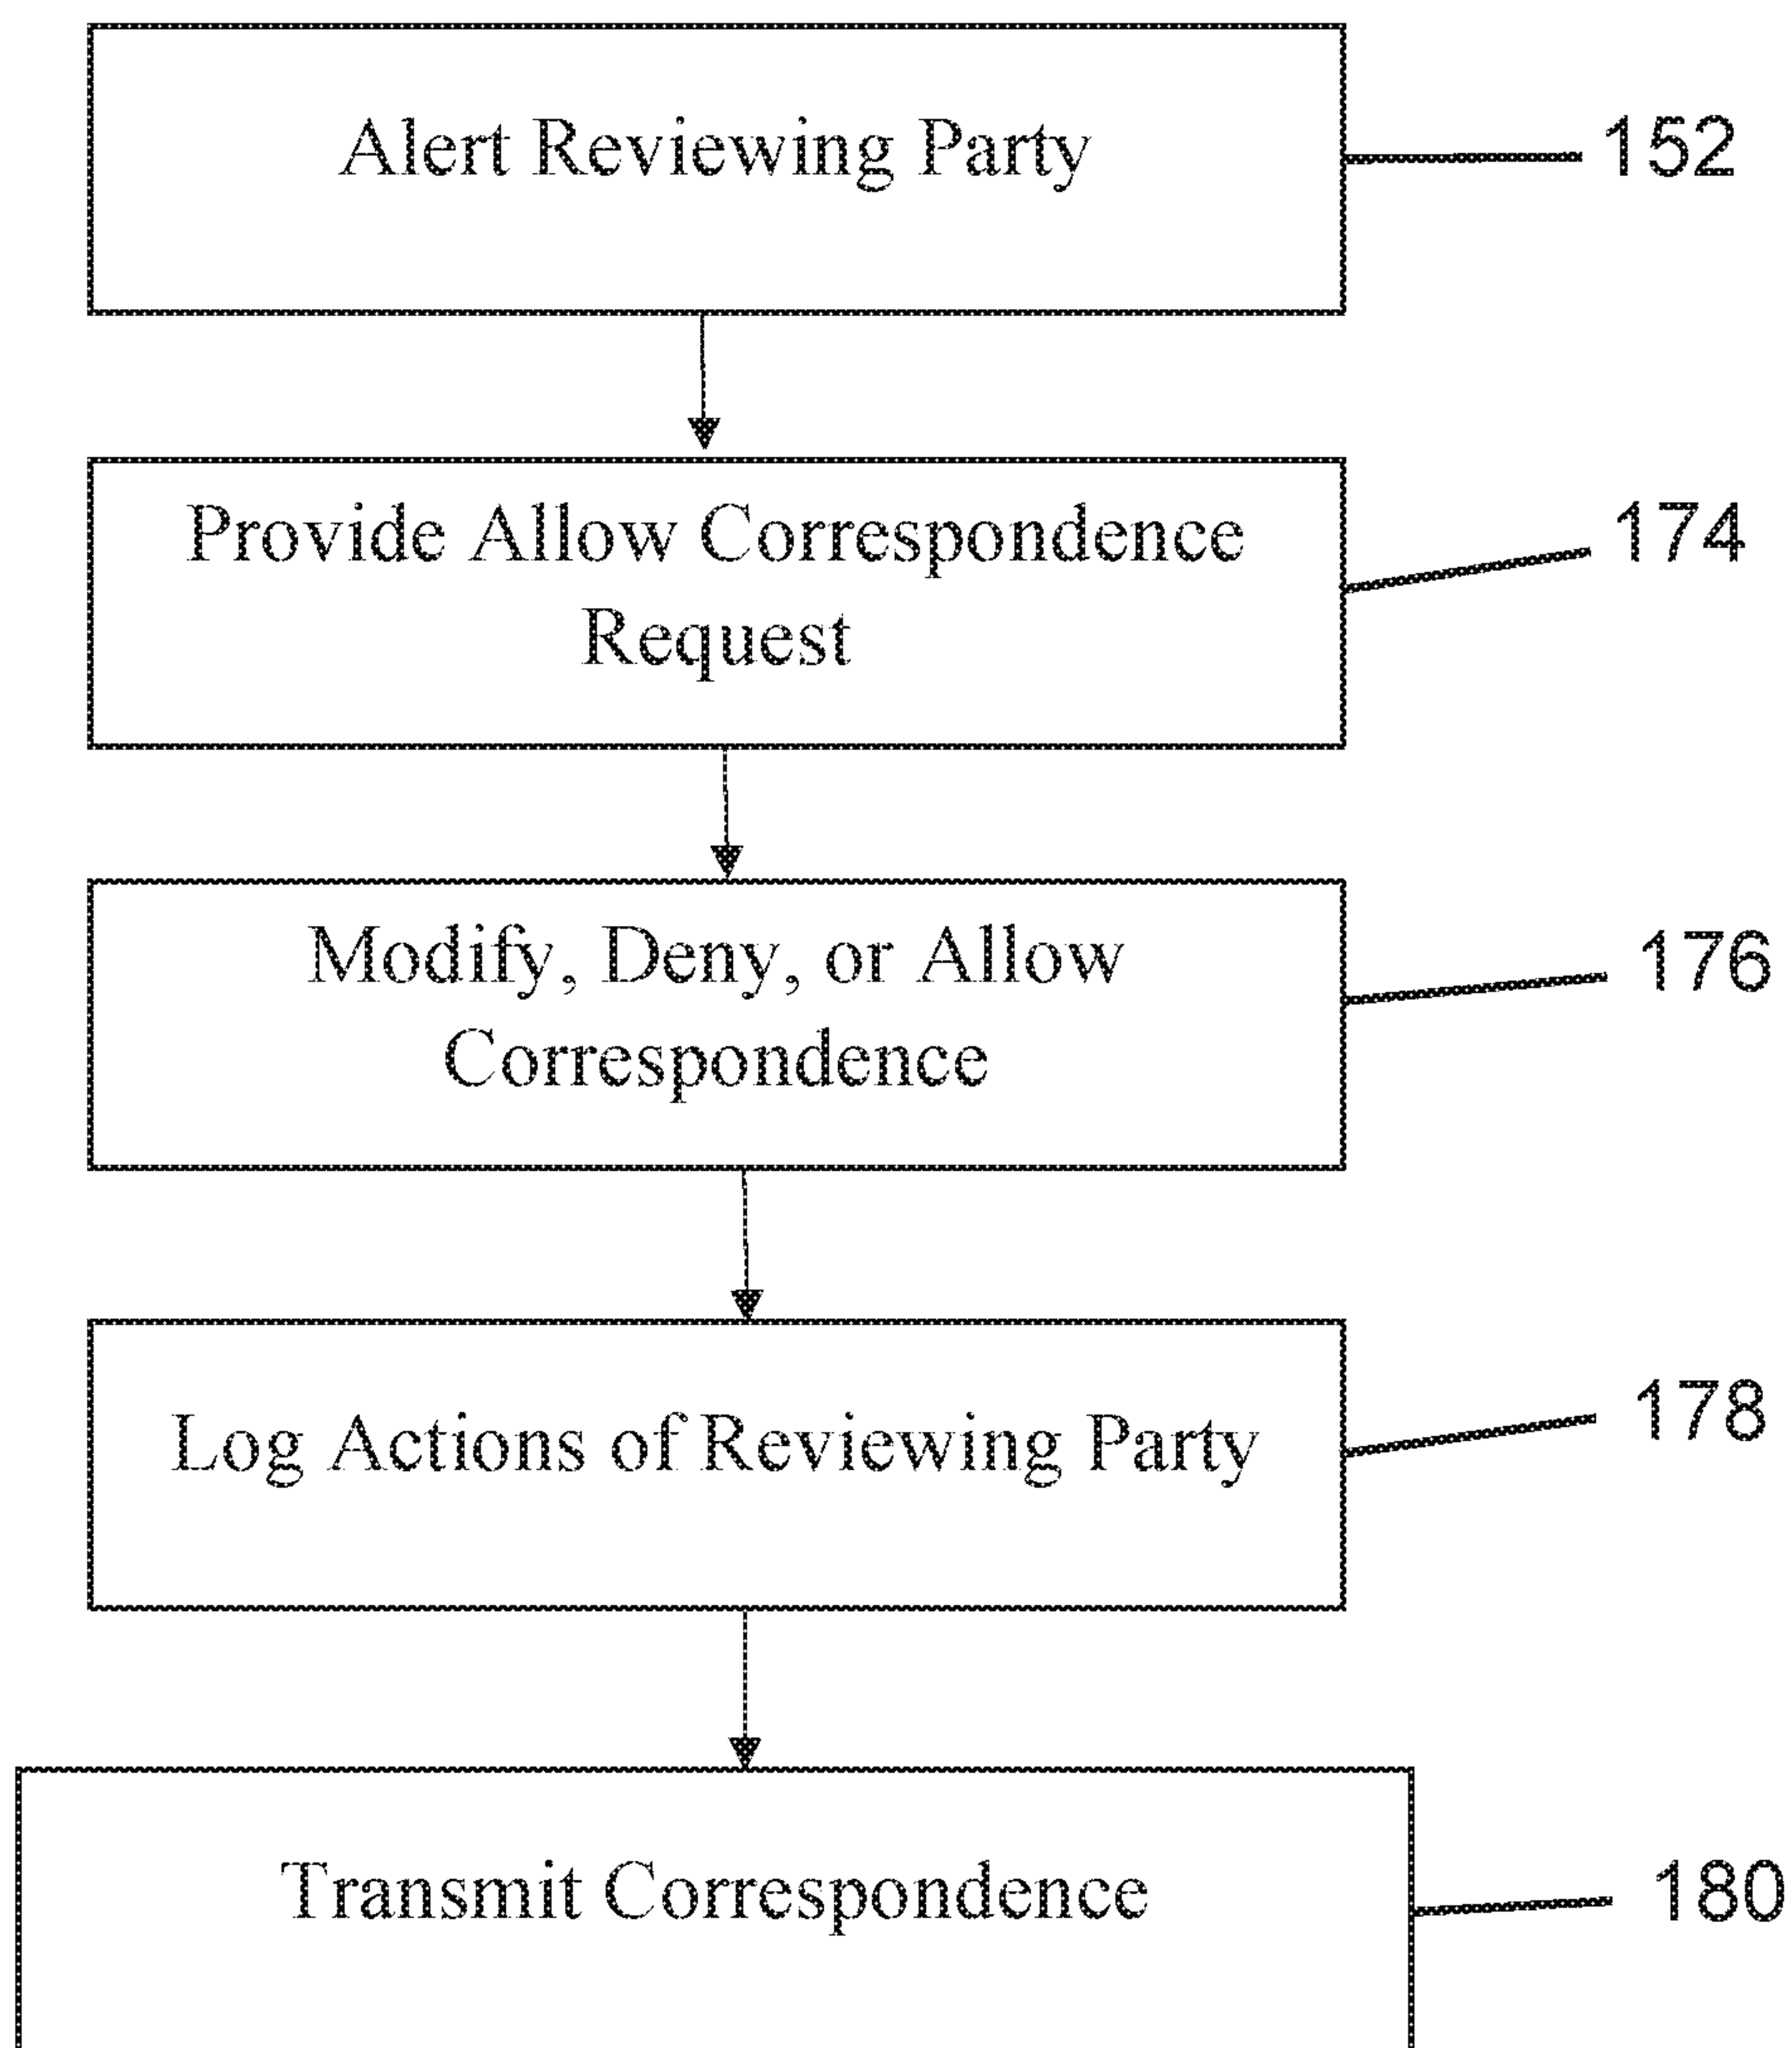 Alert Reviewing Party
152
Provide Allow Correspondence
Request
174
Modify, Deny, or Allow
Correspondence
176
Log Actions of Reviewing Party
178
Transmit Correspondence
180